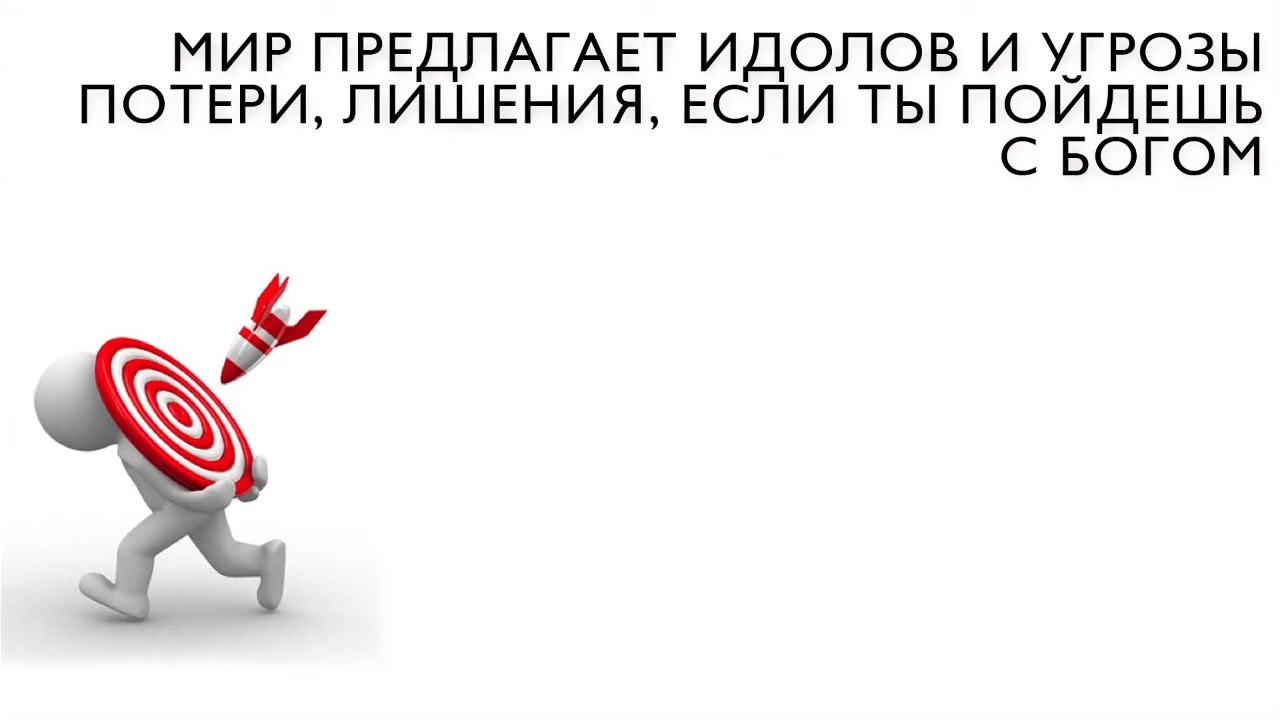 МИР ПРЕДЛАГАЕТ ИДОЛОВ И УГРОЗЫ
ПОТЕРИ, ЛИШЕНИЯ, ЕСЛИ ТЫ ПОЙДЕШЬ
С БОГОМ